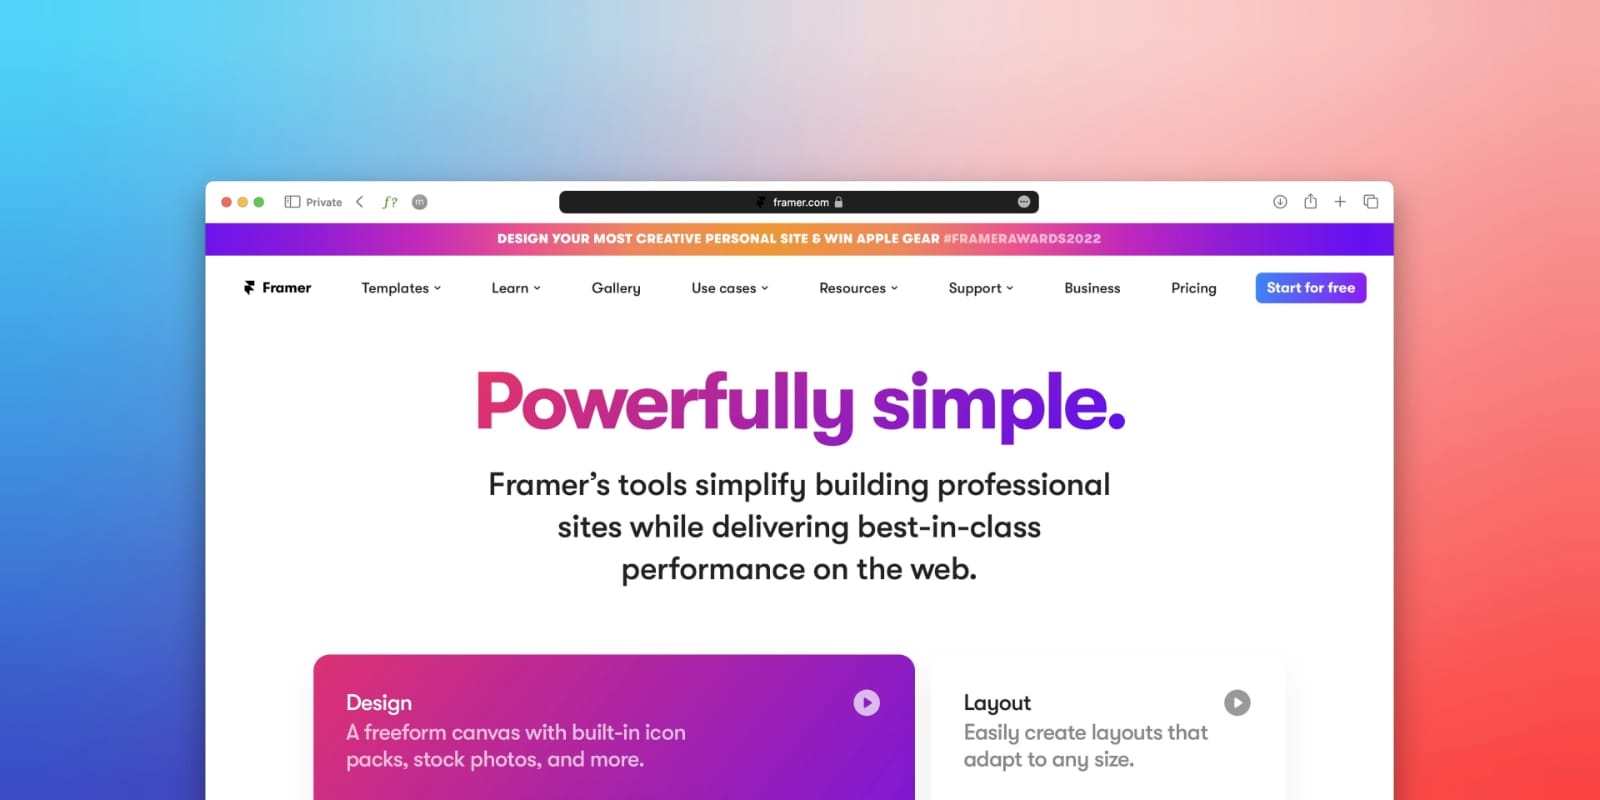 Private
ƒ?
m
framer.com
DESIGN YOUR MOST CREATIVE PERSONAL SITE & WIN APPLE GEAR #FRAMERAWARDS2022
Framer Templates Learn Gallery Use cases Resources Support Business Pricing Start for free
Powerfully simple.
Framer’s tools simplify building professional
sites while delivering best-in-class
performance on the web.
Design
A freeform canvas with built-in icon
packs, stock photos, and more.
Layout
Easily create layouts that
adapt to any size.